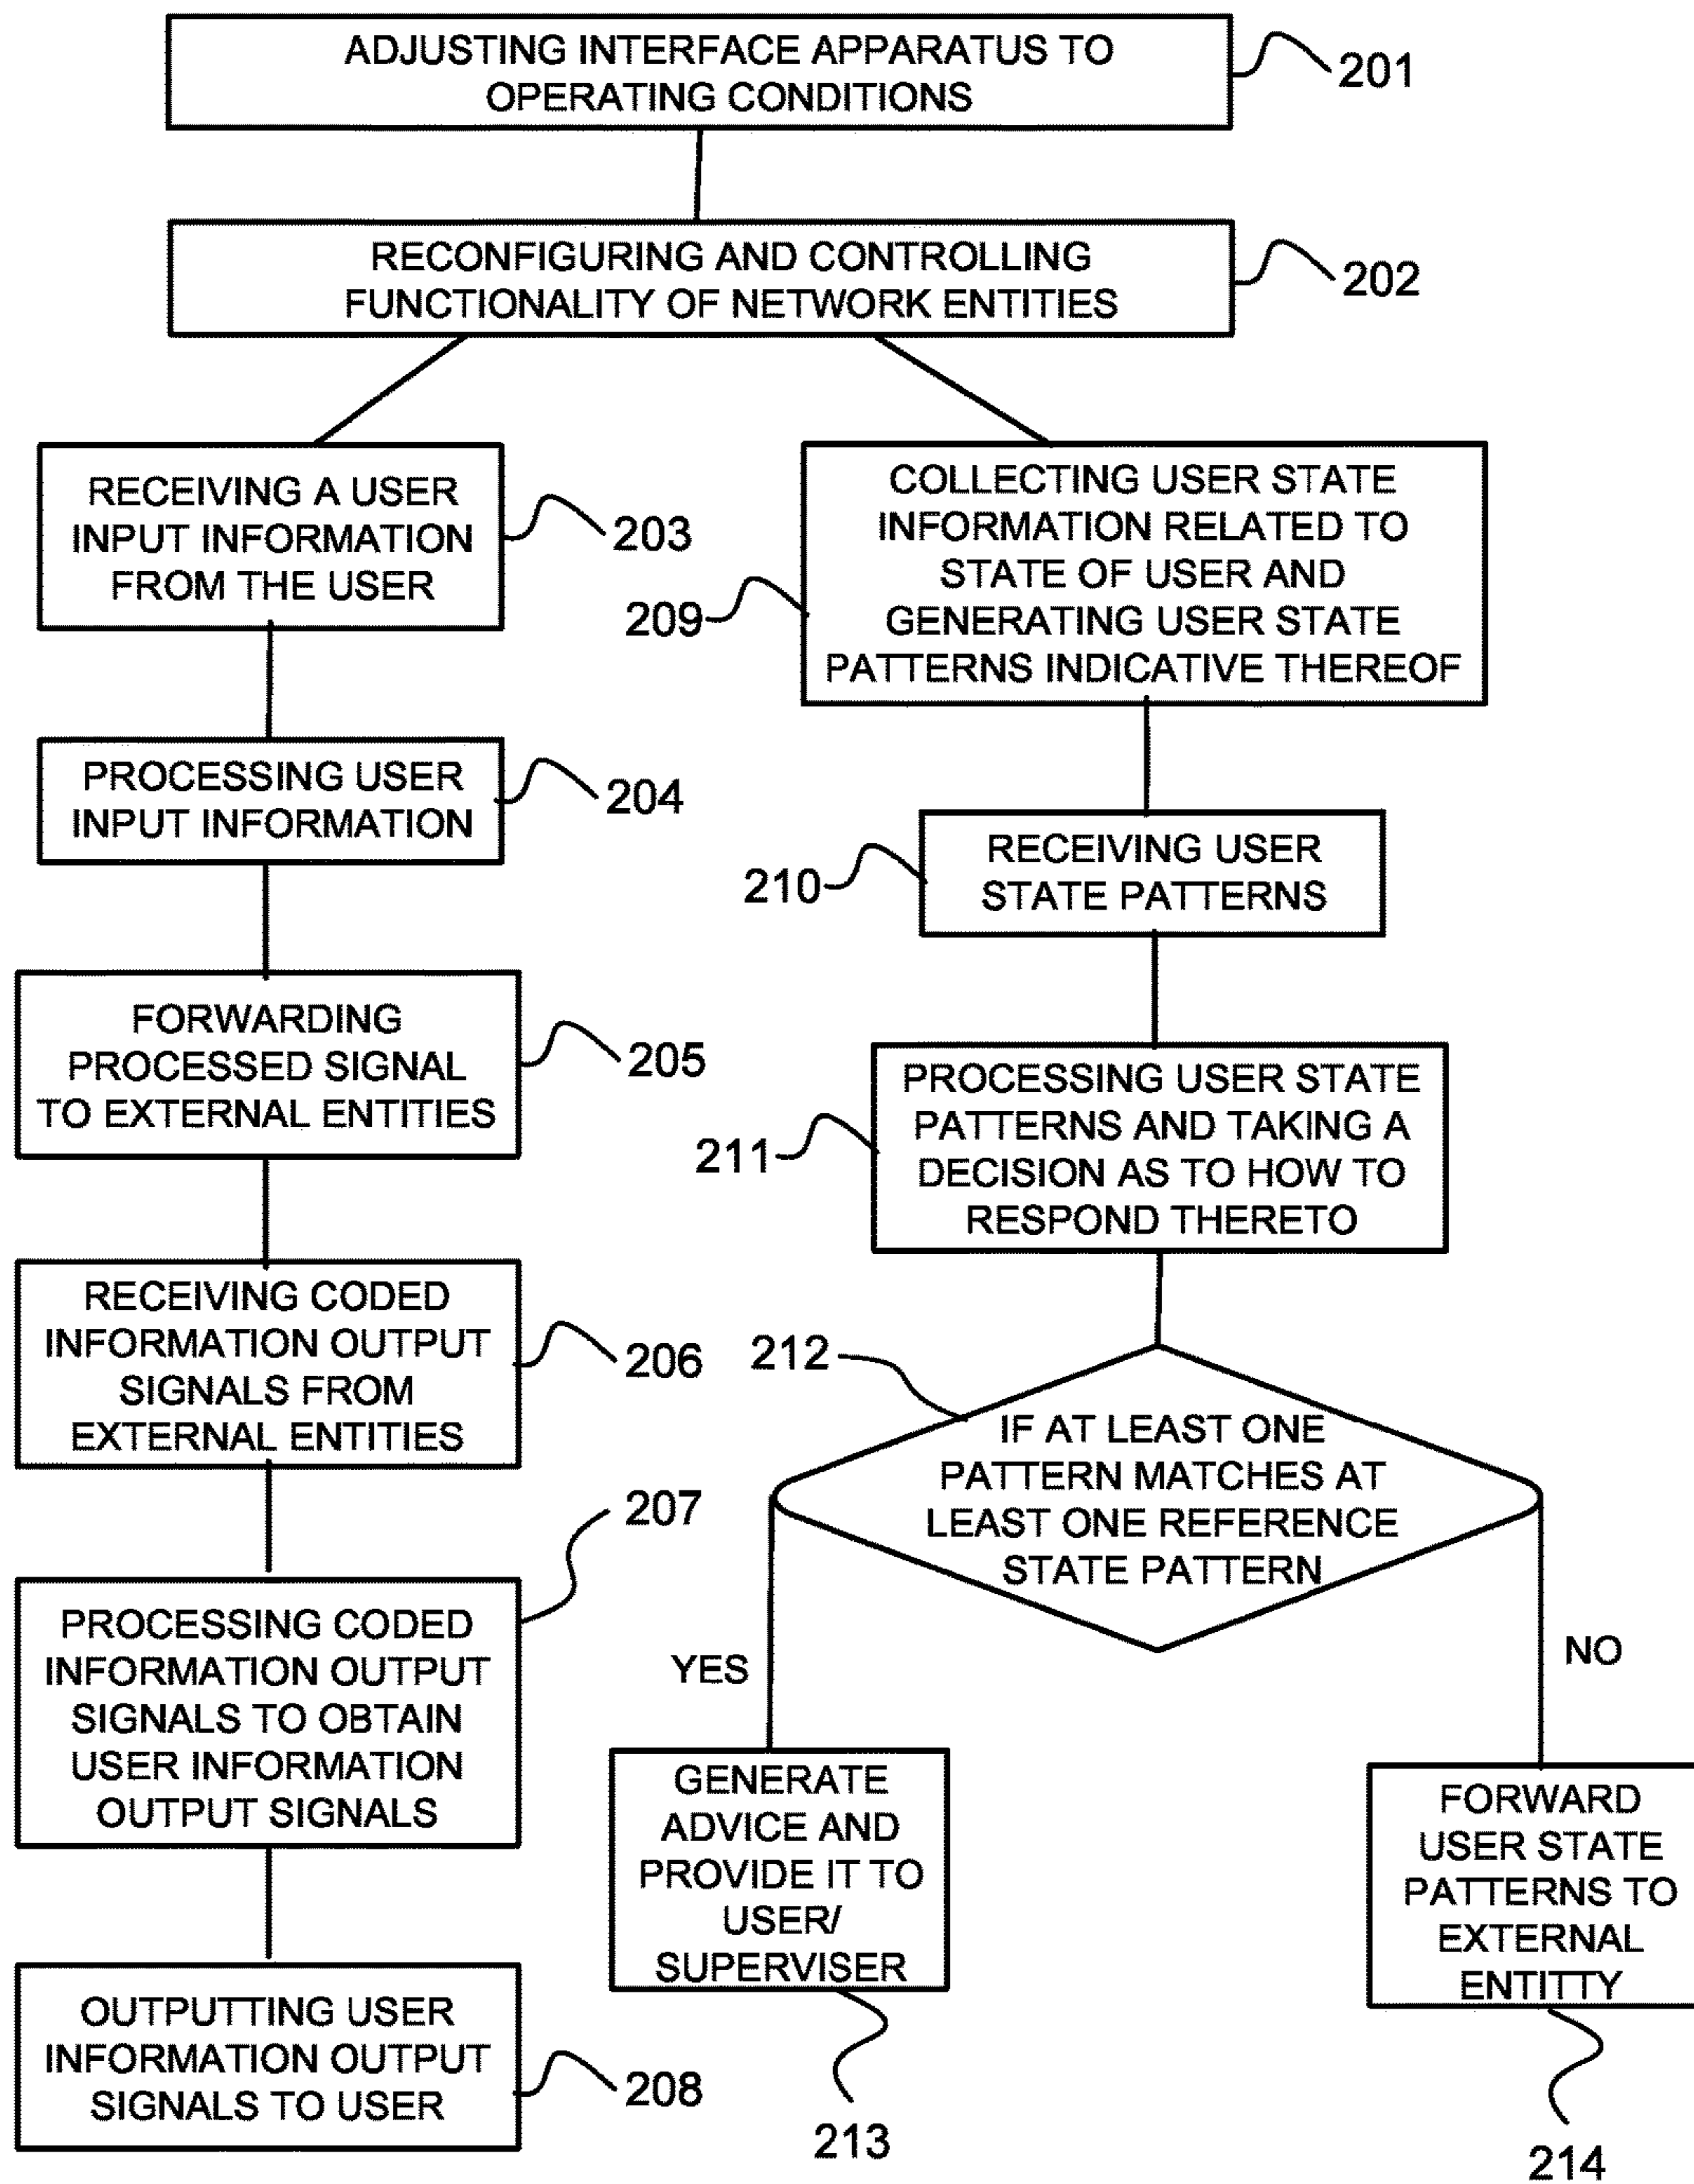 ADJUSTING INTERFACE APPARATUS TO
OPERATING CONDITIONS
201
RECONFIGURING AND CONTROLLING
FUNCTIONALITY OF NETWORK ENTITIES
202
RECEIVING A USER
INPUT INFORMATION
FROM THE USER
203
PROCESSING USER
INPUT INFORMATION
204
FORWARDING
PROCESSED SIGNAL
TO EXTERNAL ENTITIES
205
RECEIVING CODED
INFORMATION OUTPUT
SIGNALS FROM
EXTERNAL ENTITIES
206
207
PROCESSING CODED
INFORMATION OUTPUT
SIGNALS TO OBTAIN
USER INFORMATION
OUTPUT SIGNALS
OUTPUTTING USER
INFORMATION OUTPUT
SIGNALS TO USER
208
COLLECTING USER STATE
INFORMATION RELATED TO
STATE OF USER AND
GENERATING USER STATE
PATTERNS INDICATIVE THEREOF
209
RECEIVING USER
STATE PATTERNS
210
PROCESSING USER STATE
PATTERNS AND TAKING A
DECISION AS TO HOW TO
RESPOND THERETO
211
212
IF AT LEAST ONE
PATTERN MATCHES AT
LEAST ONE REFERENCE
STATE PATTERN
YES
NO
GENERATE
ADVICE AND
PROVIDE IT TO
USER/
SUPERVISER
213
FORWARD
USER STATE
PATTERNS TO
EXTERNAL
ENTITTY
214